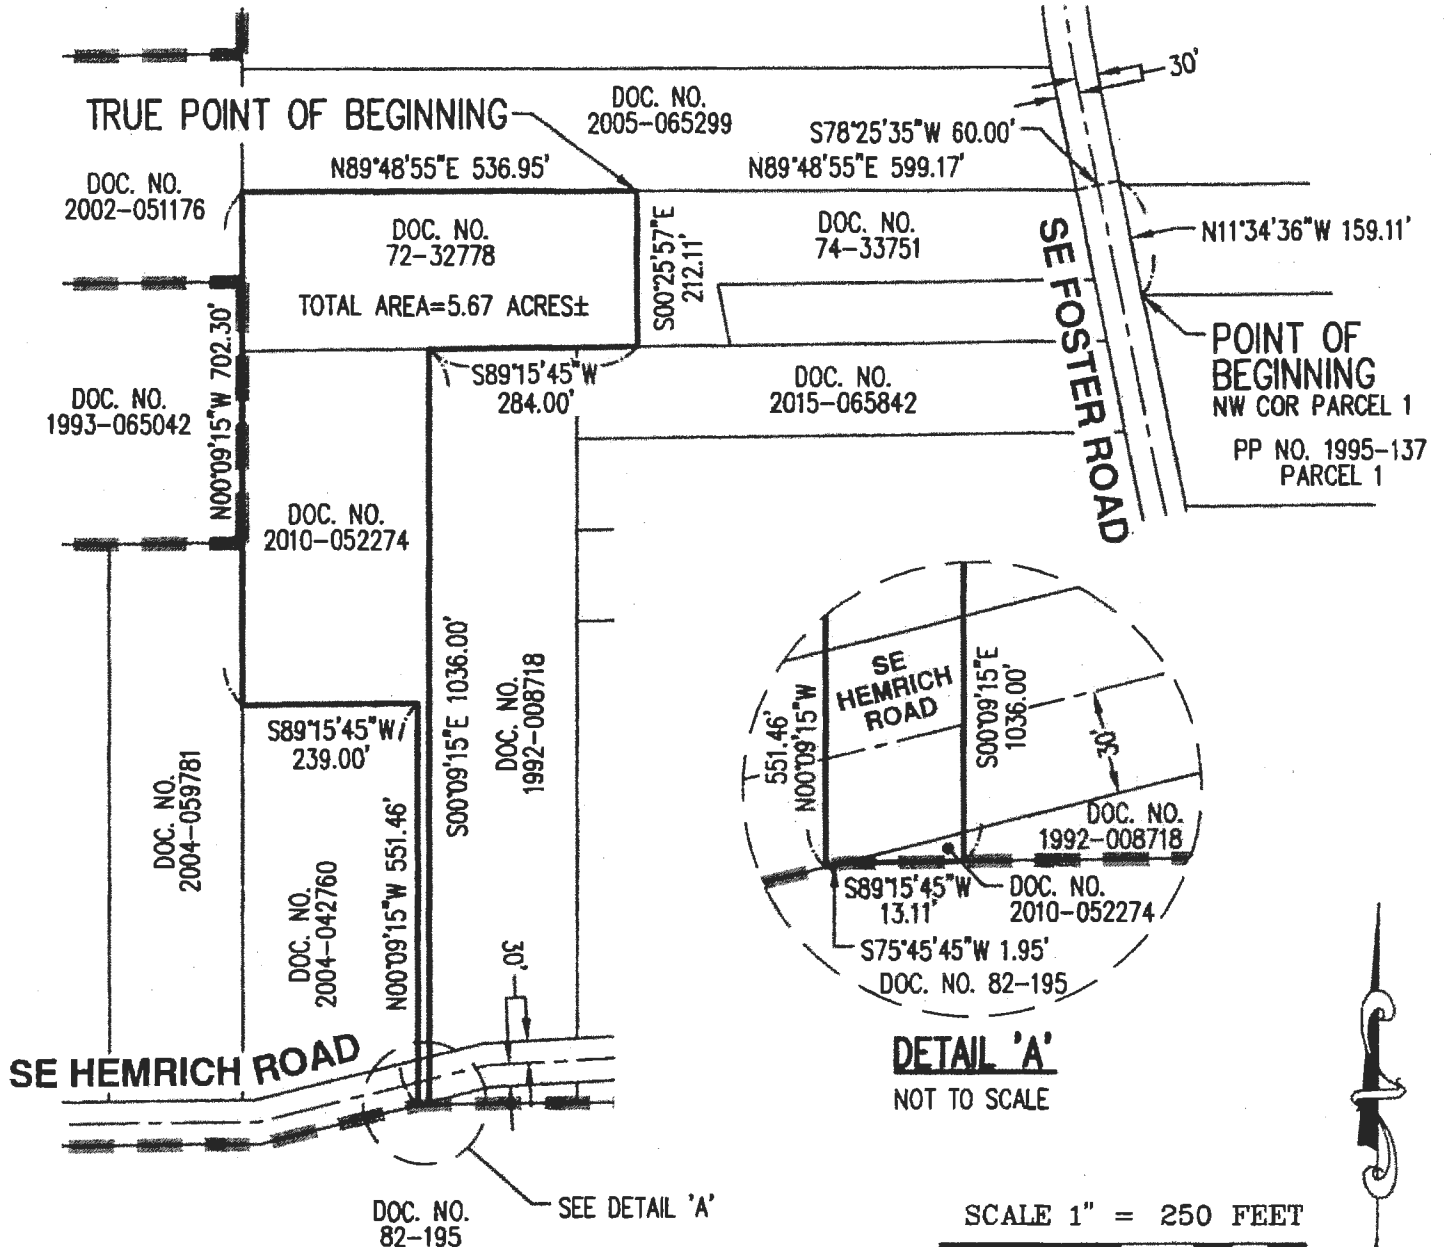 30'
TRUE POINT OF BEGINNING
DOC. NO.
2005-065299
S78°25'35"W 60.00'
N89°48'55"E 536.95'
N89°48'55"E 599.17'
DOC. NO.
2002-051176
DOC. NO.
72-32778
S00°25'57"E
212.11'
DOC. NO.
74-33751
N11°34'36"W 159.11'
TOTAL AREA=5.67 ACRES±
SE FOSTER ROAD
POINT OF
BEGINNING
NW COR PARCEL 1
PP NO. 1995-137
PARCEL 1
N00°09'15"W 702.30'
S89°15'45"W
284.00'
DOC. NO.
2015-065842
DOC. NO.
1993-065042
DOC. NO.
2010-052274
S00°09'15"E 1036.00'
DOC. NO.
1992-008718
S89°15'45"W
239.00'
DOC. NO.
2004-059781
DOC. NO.
2004-042760
N00°09'15"W 551.46'
30'
SE HEMRICH ROAD
551.46'
N00°09'15"W
SE
HEMRICH
ROAD
S00°09'15"E
1036.00'
30'
DOC. NO.
1992-008718
S89°15'45"W
13.11'
DOC. NO.
2010-052274
S75°45'45"W 1.95'
DOC. NO. 82-195
DETAIL 'A'
NOT TO SCALE
DOC. NO.
82-195
SEE DETAIL 'A'
SCALE 1" = 250 FEET